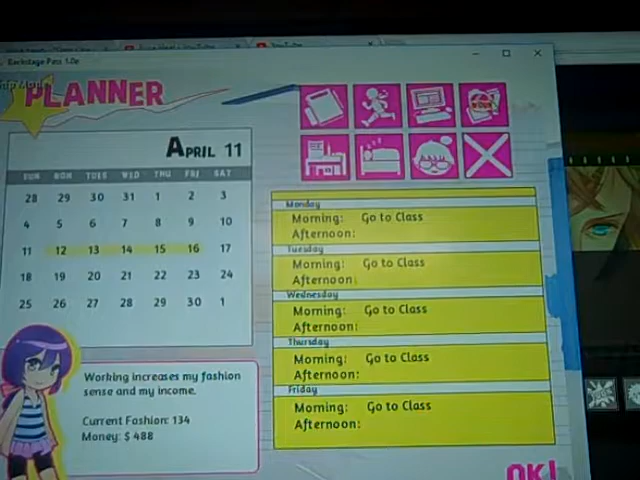 Backstage Pass 1.0e
PLANNER
APRIL 11
SUN MON TUES WED THU FRI SAT
28 29 30 31 1 2 3
4 5 6 7 8 9 10
11 12 13 14 15 16 17
18 19 20 21 22 23 24
25 26 27 28 29 30 1
Working increases my fashion
sense and my income.
Current Fashion: 134
Money: $ 488
Monday
Morning: Go to Class
Afternoon:
Tuesday
Morning: Go to Class
Afternoon:
Wednesday
Morning: Go to Class
Afternoon:
Thursday
Morning: Go to Class
Afternoon:
Friday
Morning: Go to Class
Afternoon:
OK!